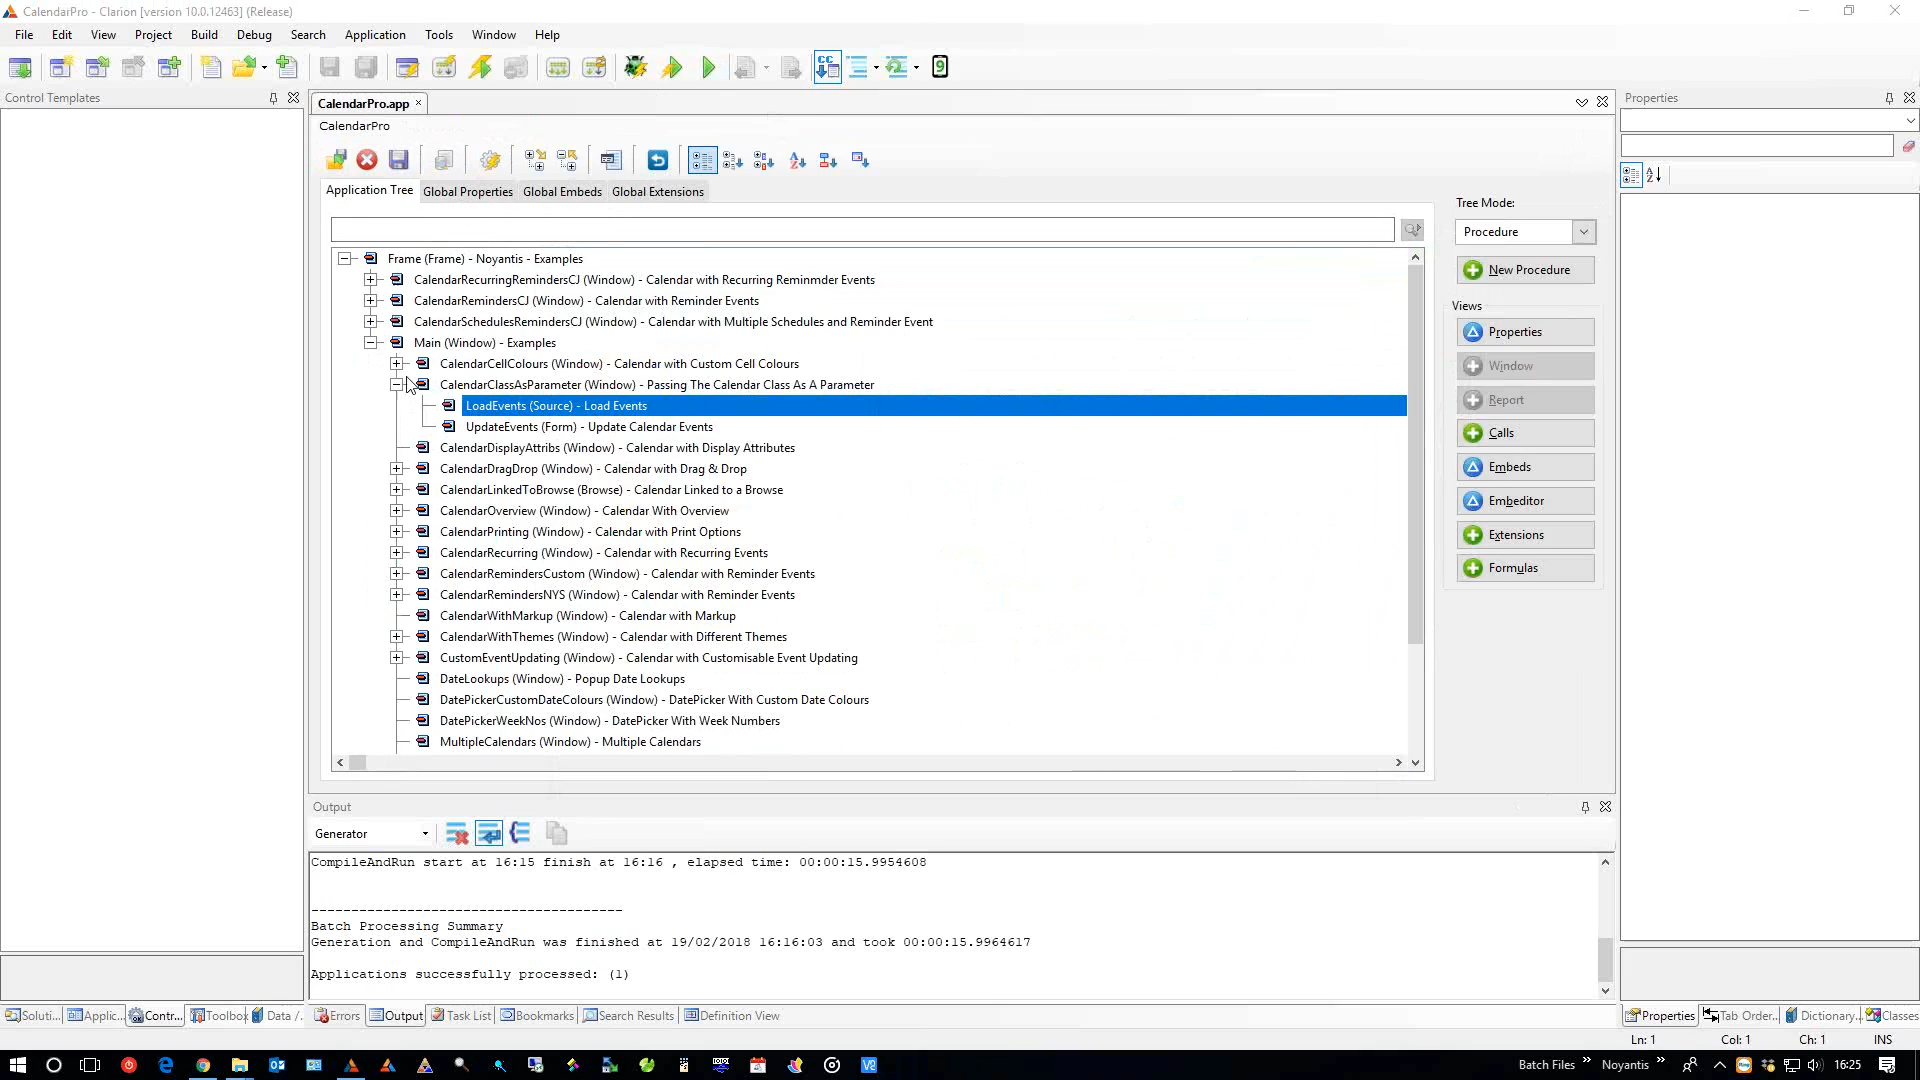 CalendarPro - Clarion [version 10.0.12463] (Release)
File Edit View Project Build Debug Search Application Tools Window Help
Control Templates
CalendarPro.app
Properties
CalendarPro
Application Tree Global Properties Global Embeds Global Extensions
Tree Mode:
Procedure
New Procedure
Views
Properties
Window
Report
Calls
Embeds
Embeditor
Extensions
Formulas
Frame (Frame) - Noyantis - Examples
CalendarRecurringRemindersCJ (Window) - Calendar with Recurring Reminmder Events
CalendarRemindersCJ (Window) - Calendar with Reminder Events
CalendarSchedulesRemindersCJ (Window) - Calendar with Multiple Schedules and Reminder Event
Main (Window) - Examples
CalendarCellColours (Window) - Calendar with Custom Cell Colours
CalendarClassAsParameter (Window) - Passing The Calendar Class As A Parameter
LoadEvents (Source) - Load Events
UpdateEvents (Form) - Update Calendar Events
CalendarDisplayAttribs (Window) - Calendar with Display Attributes
CalendarDragDrop (Window) - Calendar with Drag & Drop
CalendarLinkedToBrowse (Browse) - Calendar Linked to a Browse
CalendarOverview (Window) - Calendar With Overview
CalendarPrinting (Window) - Calendar with Print Options
CalendarRecurring (Window) - Calendar with Recurring Events
CalendarRemindersCustom (Window) - Calendar with Reminder Events
CalendarRemindersNYS (Window) - Calendar with Reminder Events
CalendarWithMarkup (Window) - Calendar with Markup
CalendarWithThemes (Window) - Calendar with Different Themes
CustomEventUpdating (Window) - Calendar with Customisable Event Updating
DateLookups (Window) - Popup Date Lookups
DatePickerCustomDateColours (Window) - DatePicker With Custom Date Colours
DatePickerWeekNos (Window) - DatePicker With Week Numbers
MultipleCalendars (Window) - Multiple Calendars
Output
Generator
CompileAndRun start at 16:15 finish at 16:16 , elapsed time: 00:00:15.9954608
---------------------------------------
Batch Processing Summary
Generation and CompileAndRun was finished at 19/02/2018 16:16:03 and took 00:00:15.9964617
Applications successfully processed: (1)
Soluti... Applic... Contr... Toolbox Data /... Errors Output Task List Bookmarks Search Results Definition View Properties Tab Order... Dictionary... Classes
Ln: 1 Col: 1 Ch: 1 INS
Batch Files Noyantis 16:25